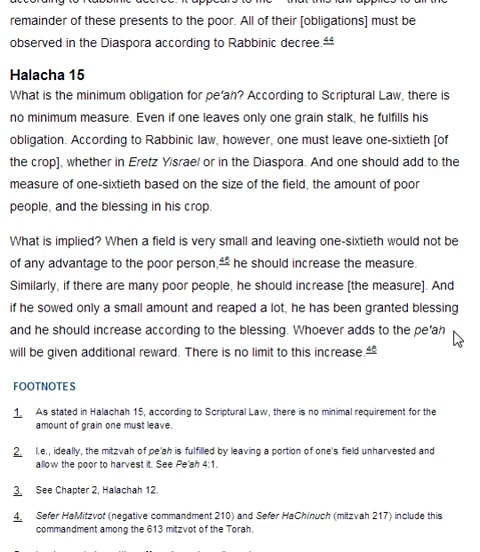 remainder of these presents to the poor. All of their [obligations] must be
observed in the Diaspora according to Rabbinic decree.44
Halacha 15
What is the minimum obligation for pe'ah? According to Scriptural Law, there is
no minimum measure. Even if one leaves only one grain stalk, he fulfills his
obligation. According to Rabbinic law, however, one must leave one-sixtieth [of
the crop], whether in Eretz Yisrael or in the Diaspora. And one should add to the
measure of one-sixtieth based on the size of the field, the amount of poor
people, and the blessing in his crop.
What is implied? When a field is very small and leaving one-sixtieth would not be
of any advantage to the poor person,45 he should increase the measure.
Similarly, if there are many poor people, he should increase [the measure]. And
if he sowed only a small amount and reaped a lot, he has been granted blessing
and he should increase according to the blessing. Whoever adds to the pe'ah
will be given additional reward. There is no limit to this increase.46
FOOTNOTES
1. As stated in Halachah 15, according to Scriptural Law, there is no minimal requirement for the
amount of grain one must leave.
2. I.e., ideally, the mitzvah of pe'ah is fulfilled by leaving a portion of one's field unharvested and
allow the poor to harvest it. See Pe'ah 4:1.
3. See Chapter 2, Halachah 12.
4. Sefer HaMitzvot (negative commandment 210) and Sefer HaChinuch (mitzvah 217) include this
commandment among the 613 mitzvot of the Torah.